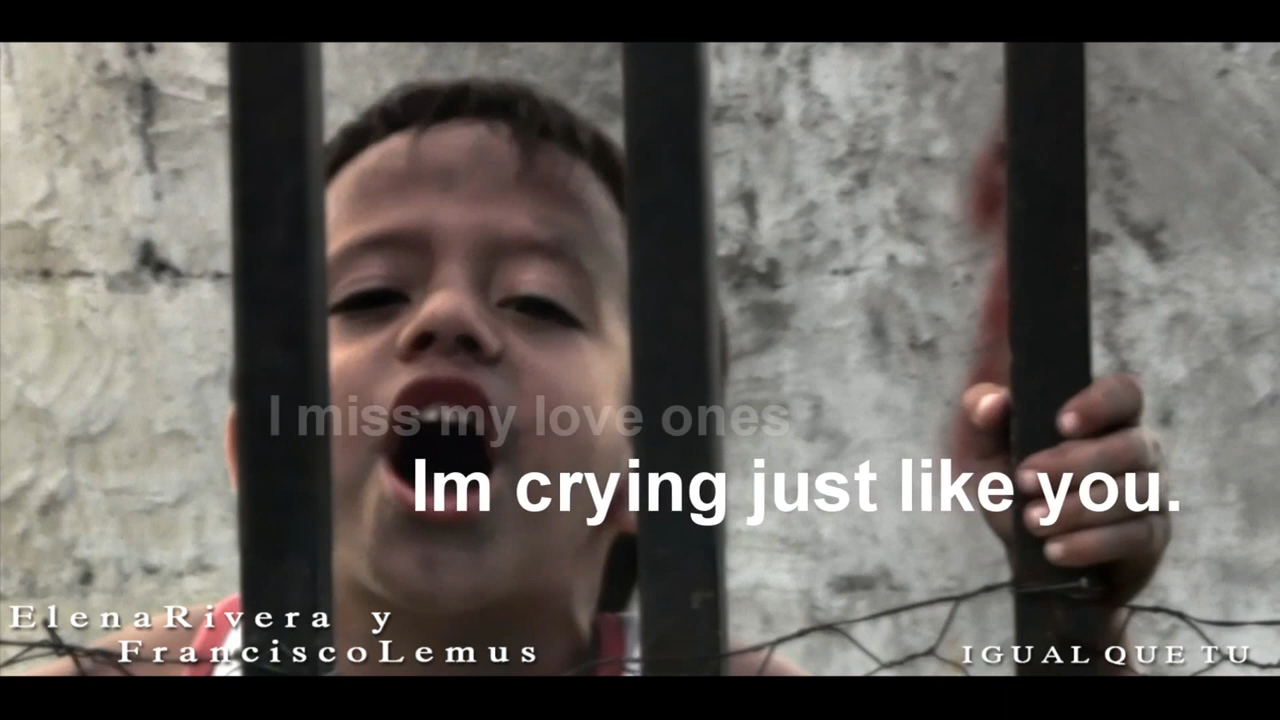 I miss my love ones
Im crying just like you.
ElenaRivera y
FranciscoLemus
IGUAL QUE TU